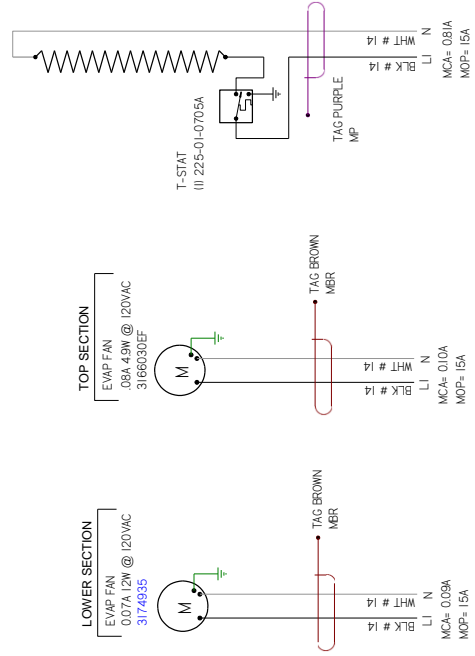 T-STAT
(1) 225-01-0705A
TAG PURPLE
MP
BLK # 14
WHT # 14
L1
N
MCA= 0.81A
MOP= 15A
TOP SECTION
EVAP FAN
.08A 4.9W @ 120VAC
3166030EF
M
TAG BROWN
MBR
BLK # 14
WHT # 14
L1
N
MCA= 0.10A
MOP= 15A
LOWER SECTION
EVAP FAN
0.07A 12W @ 120VAC
3174935
M
TAG BROWN
MBR
BLK # 14
WHT # 14
L1
N
MCA= 0.09A
MOP= 15A